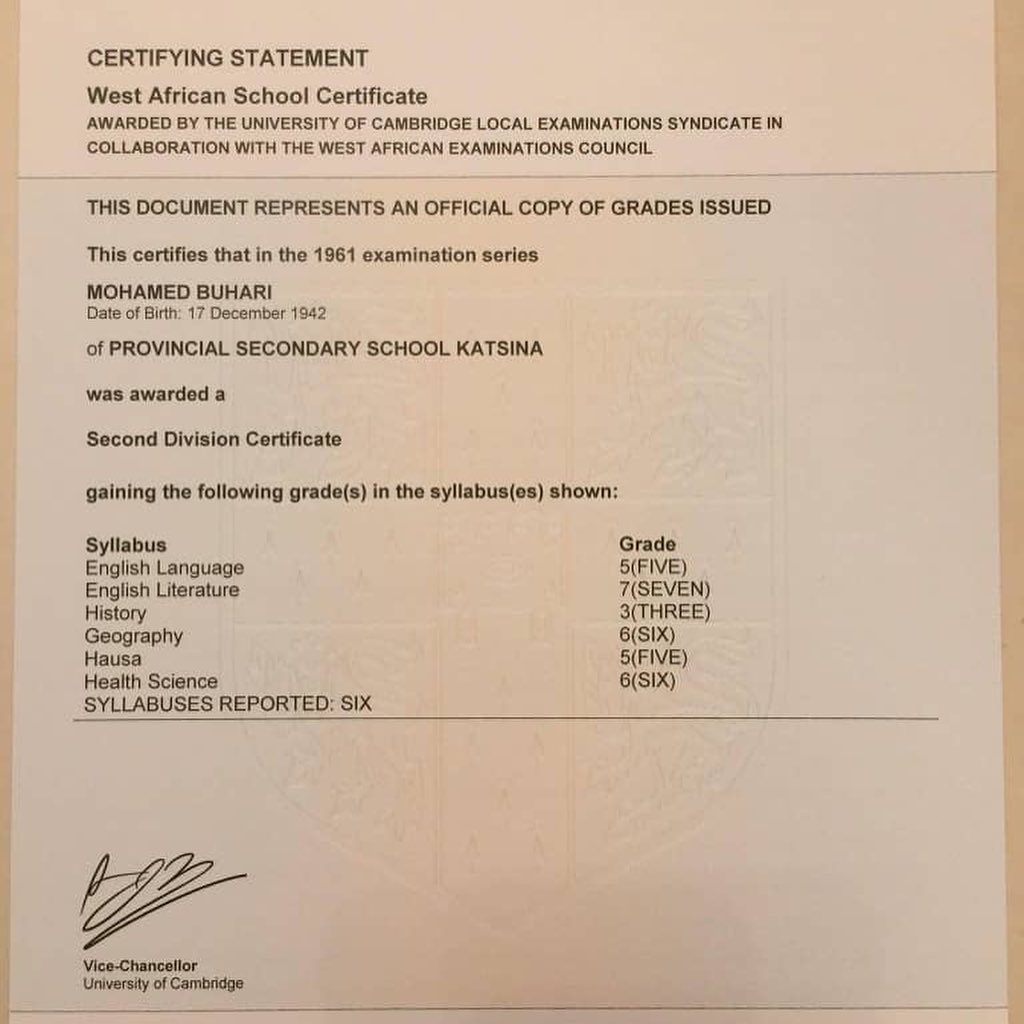 CERTIFYING STATEMENT
West African School Certificate
AWARDED BY THE UNIVERSITY OF CAMBRIDGE LOCAL EXAMINATIONS SYNDICATE IN
COLLABORATION WITH THE WEST AFRICAN EXAMINATIONS COUNCIL
THIS DOCUMENT REPRESENTS AN OFFICIAL COPY OF GRADES ISSUED
This certifies that in the 1961 examination series
MOHAMED BUHARI
Date of Birth: 17 December 1942
of PROVINCIAL SECONDARY SCHOOL KATSINA
was awarded a
Second Division Certificate
gaining the following grade(s) in the syllabus(es) shown:
Syllabus Grade
English Language 5(FIVE)
English Literature 7(SEVEN)
History 3(THREE)
Geography 6(SIX)
Hausa 5(FIVE)
Health Science 6(SIX)
SYLLABUSES REPORTED: SIX
Vice-Chancellor
University of Cambridge